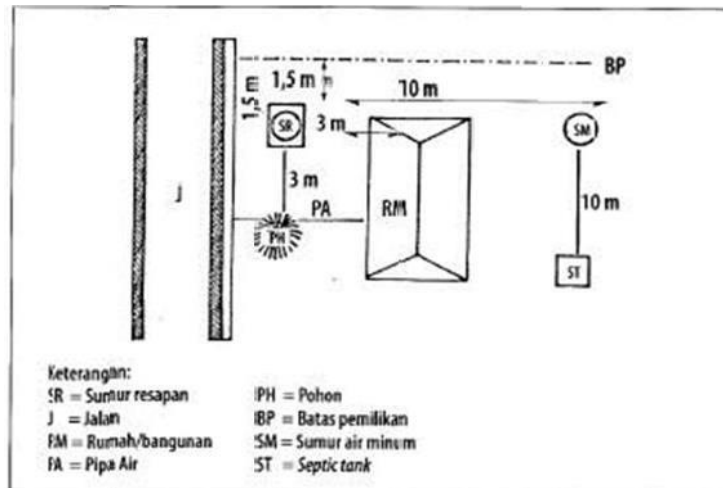 BP
1,5 m
1,5 m
10 m
SR
3 m
SM
3 m
J
PA
RM
10 m
PH
ST
Keterangan:
SR = Sumur resapan
J = Jalan
RM = Rumah/bangunan
PA = Pipa Air
PH = Pohon
BP = Batas pemilikan
SM = Sumur air minum
ST = Septic tank